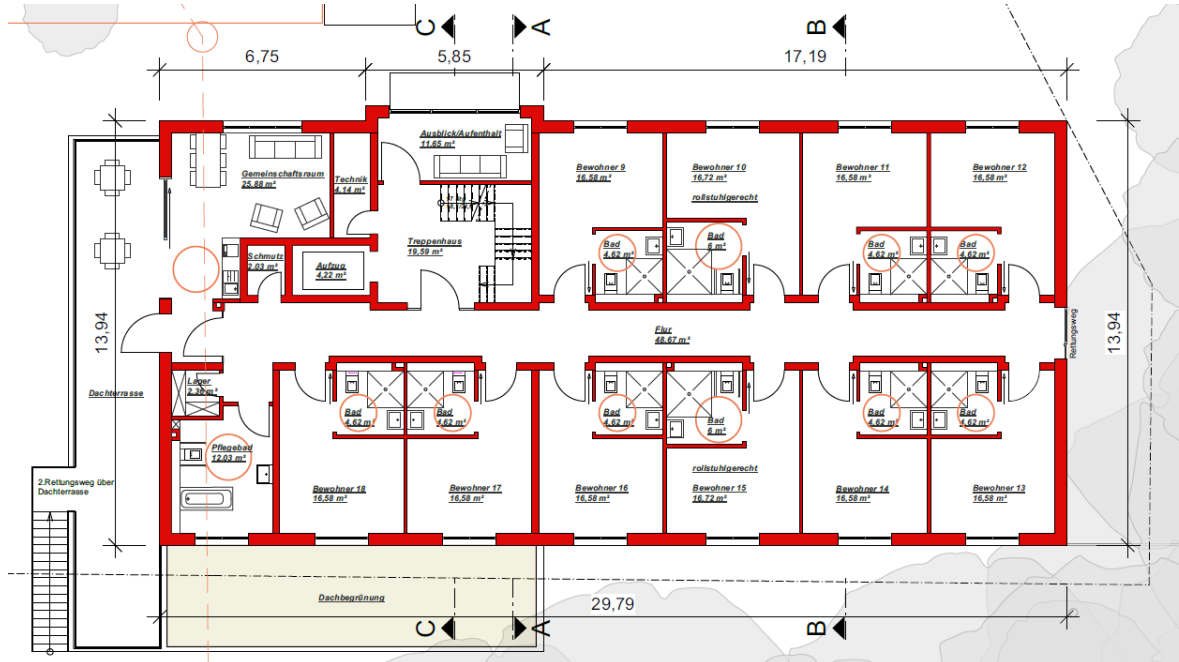 C
A
B
6,75
5,85
17,19
Ausblick/Aufenthalt
11.65 m²
Gemeinschaftsraum
25.88 m²
Technik
4.14 m²
Bewohner 9
16,58 m²
Bewohner 10
16,72 m²
rollstuhlgerecht
Bewohner 11
16,58 m²
Bewohner 12
16,58 m²
Treppenhaus
19,59 m²
Schmutz
2.03 m²
Aufzug
4,22 m²
Bad
4.62 m²
Bad
6 m²
Bad
4.62 m²
Bad
4.62 m²
13,94
Flur
48.67 m²
Rettungsweg
13,94
Dachterrasse
Lager
2.36 m²
Bad
4,62 m²
Bad
4,62 m²
Bad
4,62 m²
Bad
6 m²
Bad
4,62 m²
Bad
4,62 m²
Pflegebad
12.03 m²
2.Rettungsweg über
Dachterrasse
Bewohner 18
16,58 m²
Bewohner 17
16,58 m²
Bewohner 16
16,58 m²
rollstuhlgerecht
Bewohner 15
16,72 m²
Bewohner 14
16,58 m²
Bewohner 13
16,58 m²
Dachbegrünung
29,79
C
A
B